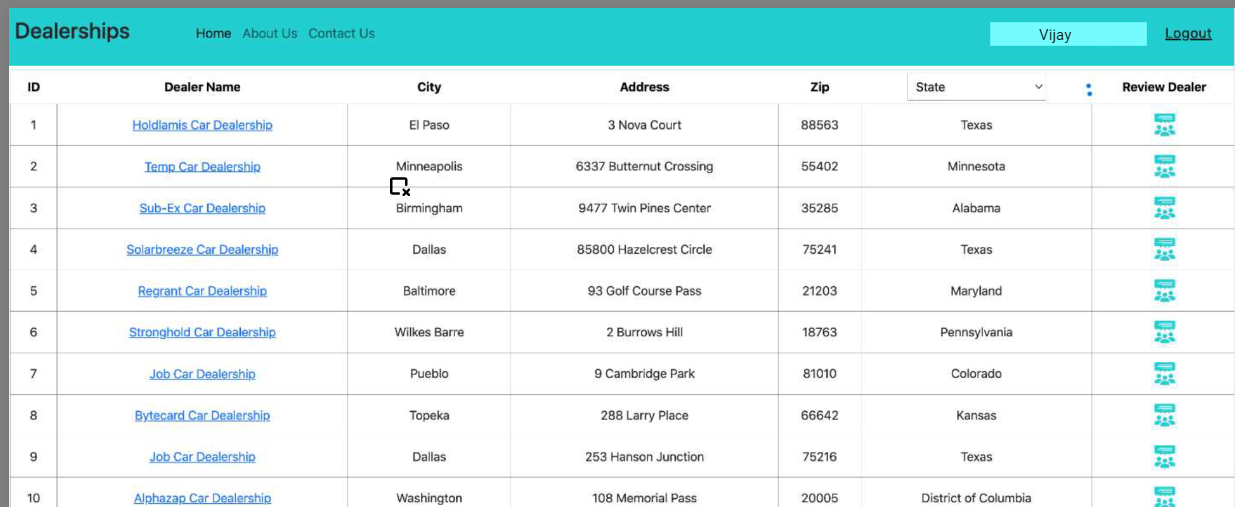 Dealerships Home About Us Contact Us Vijay Logout
ID Dealer Name City Address Zip State Review Dealer
1 Holdlamis Car Dealership El Paso 3 Nova Court 88563 Texas
2 Temp Car Dealership Minneapolis 6337 Butternut Crossing 55402 Minnesota
3 Sub-Ex Car Dealership Birmingham 9477 Twin Pines Center 35285 Alabama
4 Solarbreeze Car Dealership Dallas 85800 Hazelcrest Circle 75241 Texas
5 Regrant Car Dealership Baltimore 93 Golf Course Pass 21203 Maryland
6 Stronghold Car Dealership Wilkes Barre 2 Burrows Hill 18763 Pennsylvania
7 Job Car Dealership Pueblo 9 Cambridge Park 81010 Colorado
8 Bytecard Car Dealership Topeka 288 Larry Place 66642 Kansas
9 Job Car Dealership Dallas 253 Hanson Junction 75216 Texas
10 Alphazap Car Dealership Washington 108 Memorial Pass 20005 District of Columbia